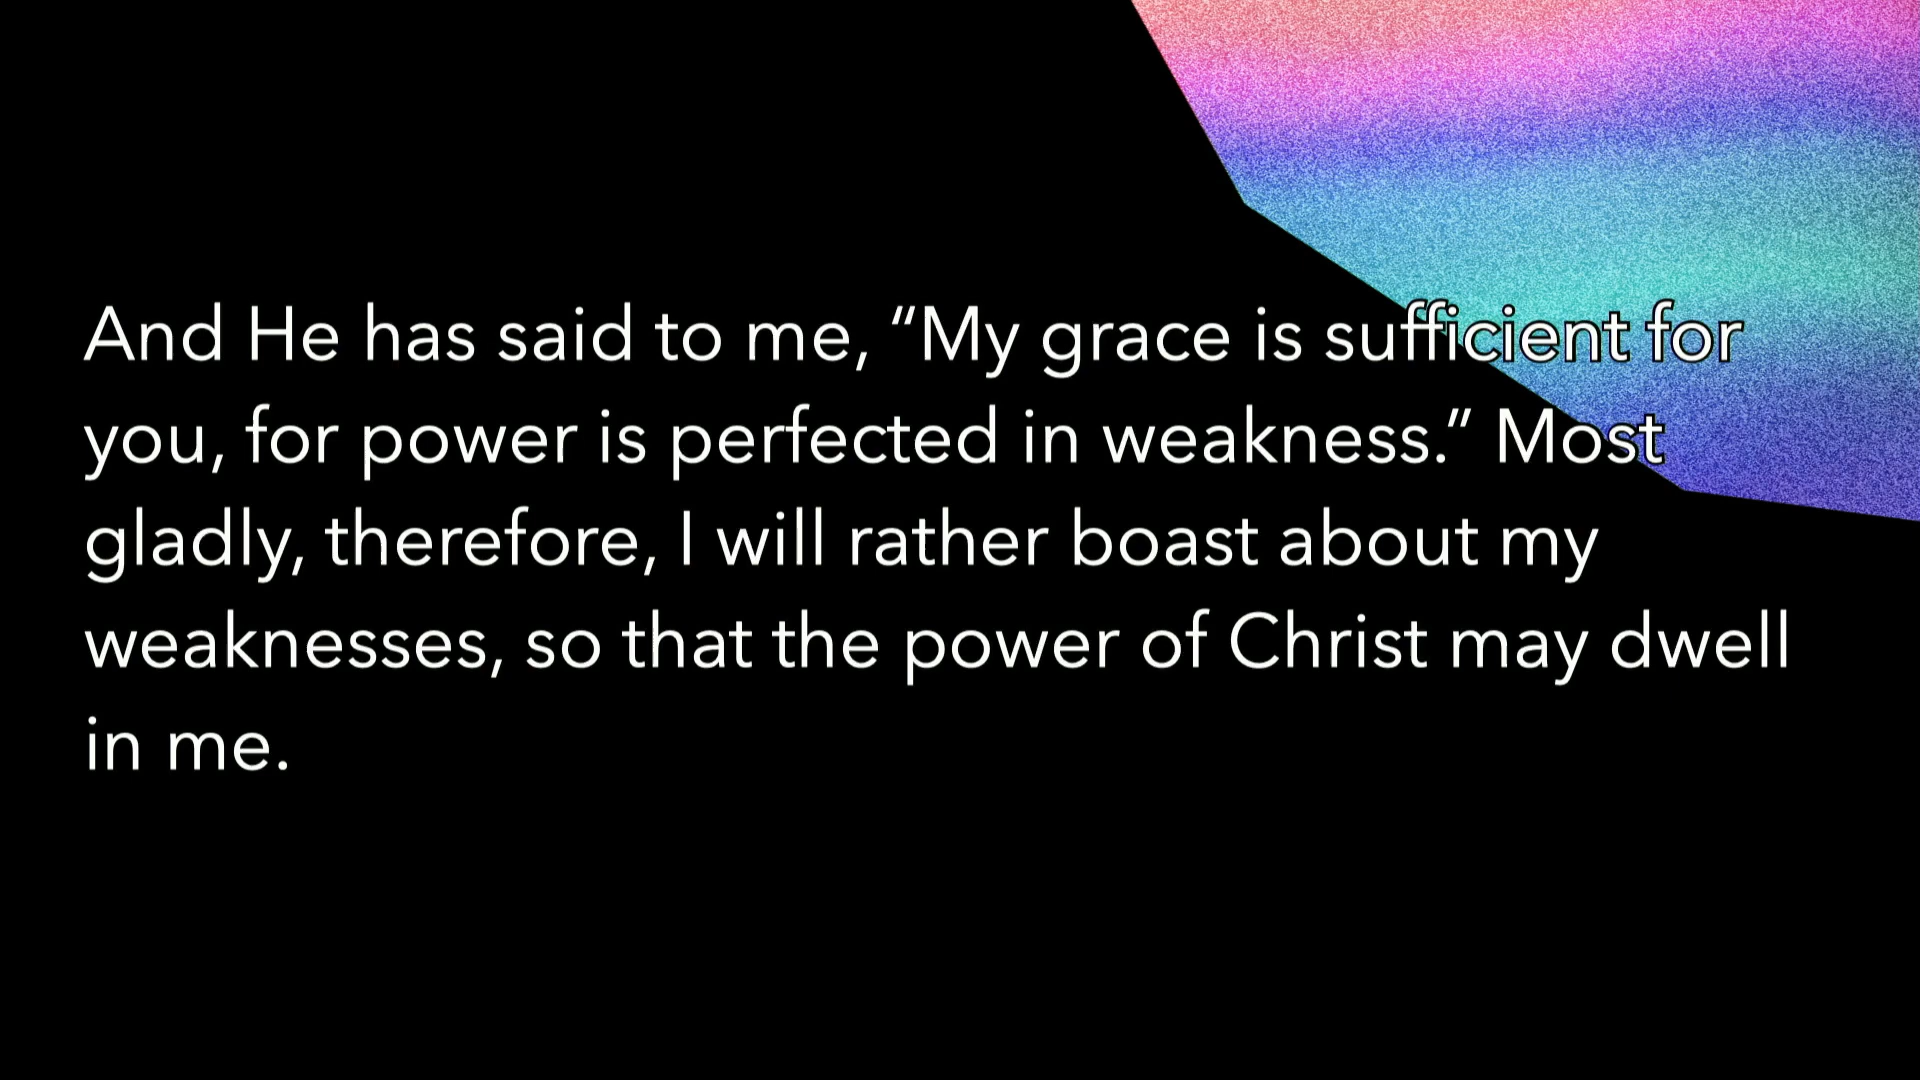 And He has said to me, “My grace is sufficient for
you, for power is perfected in weakness.” Most
gladly, therefore, I will rather boast about my
weaknesses, so that the power of Christ may dwell
in me.